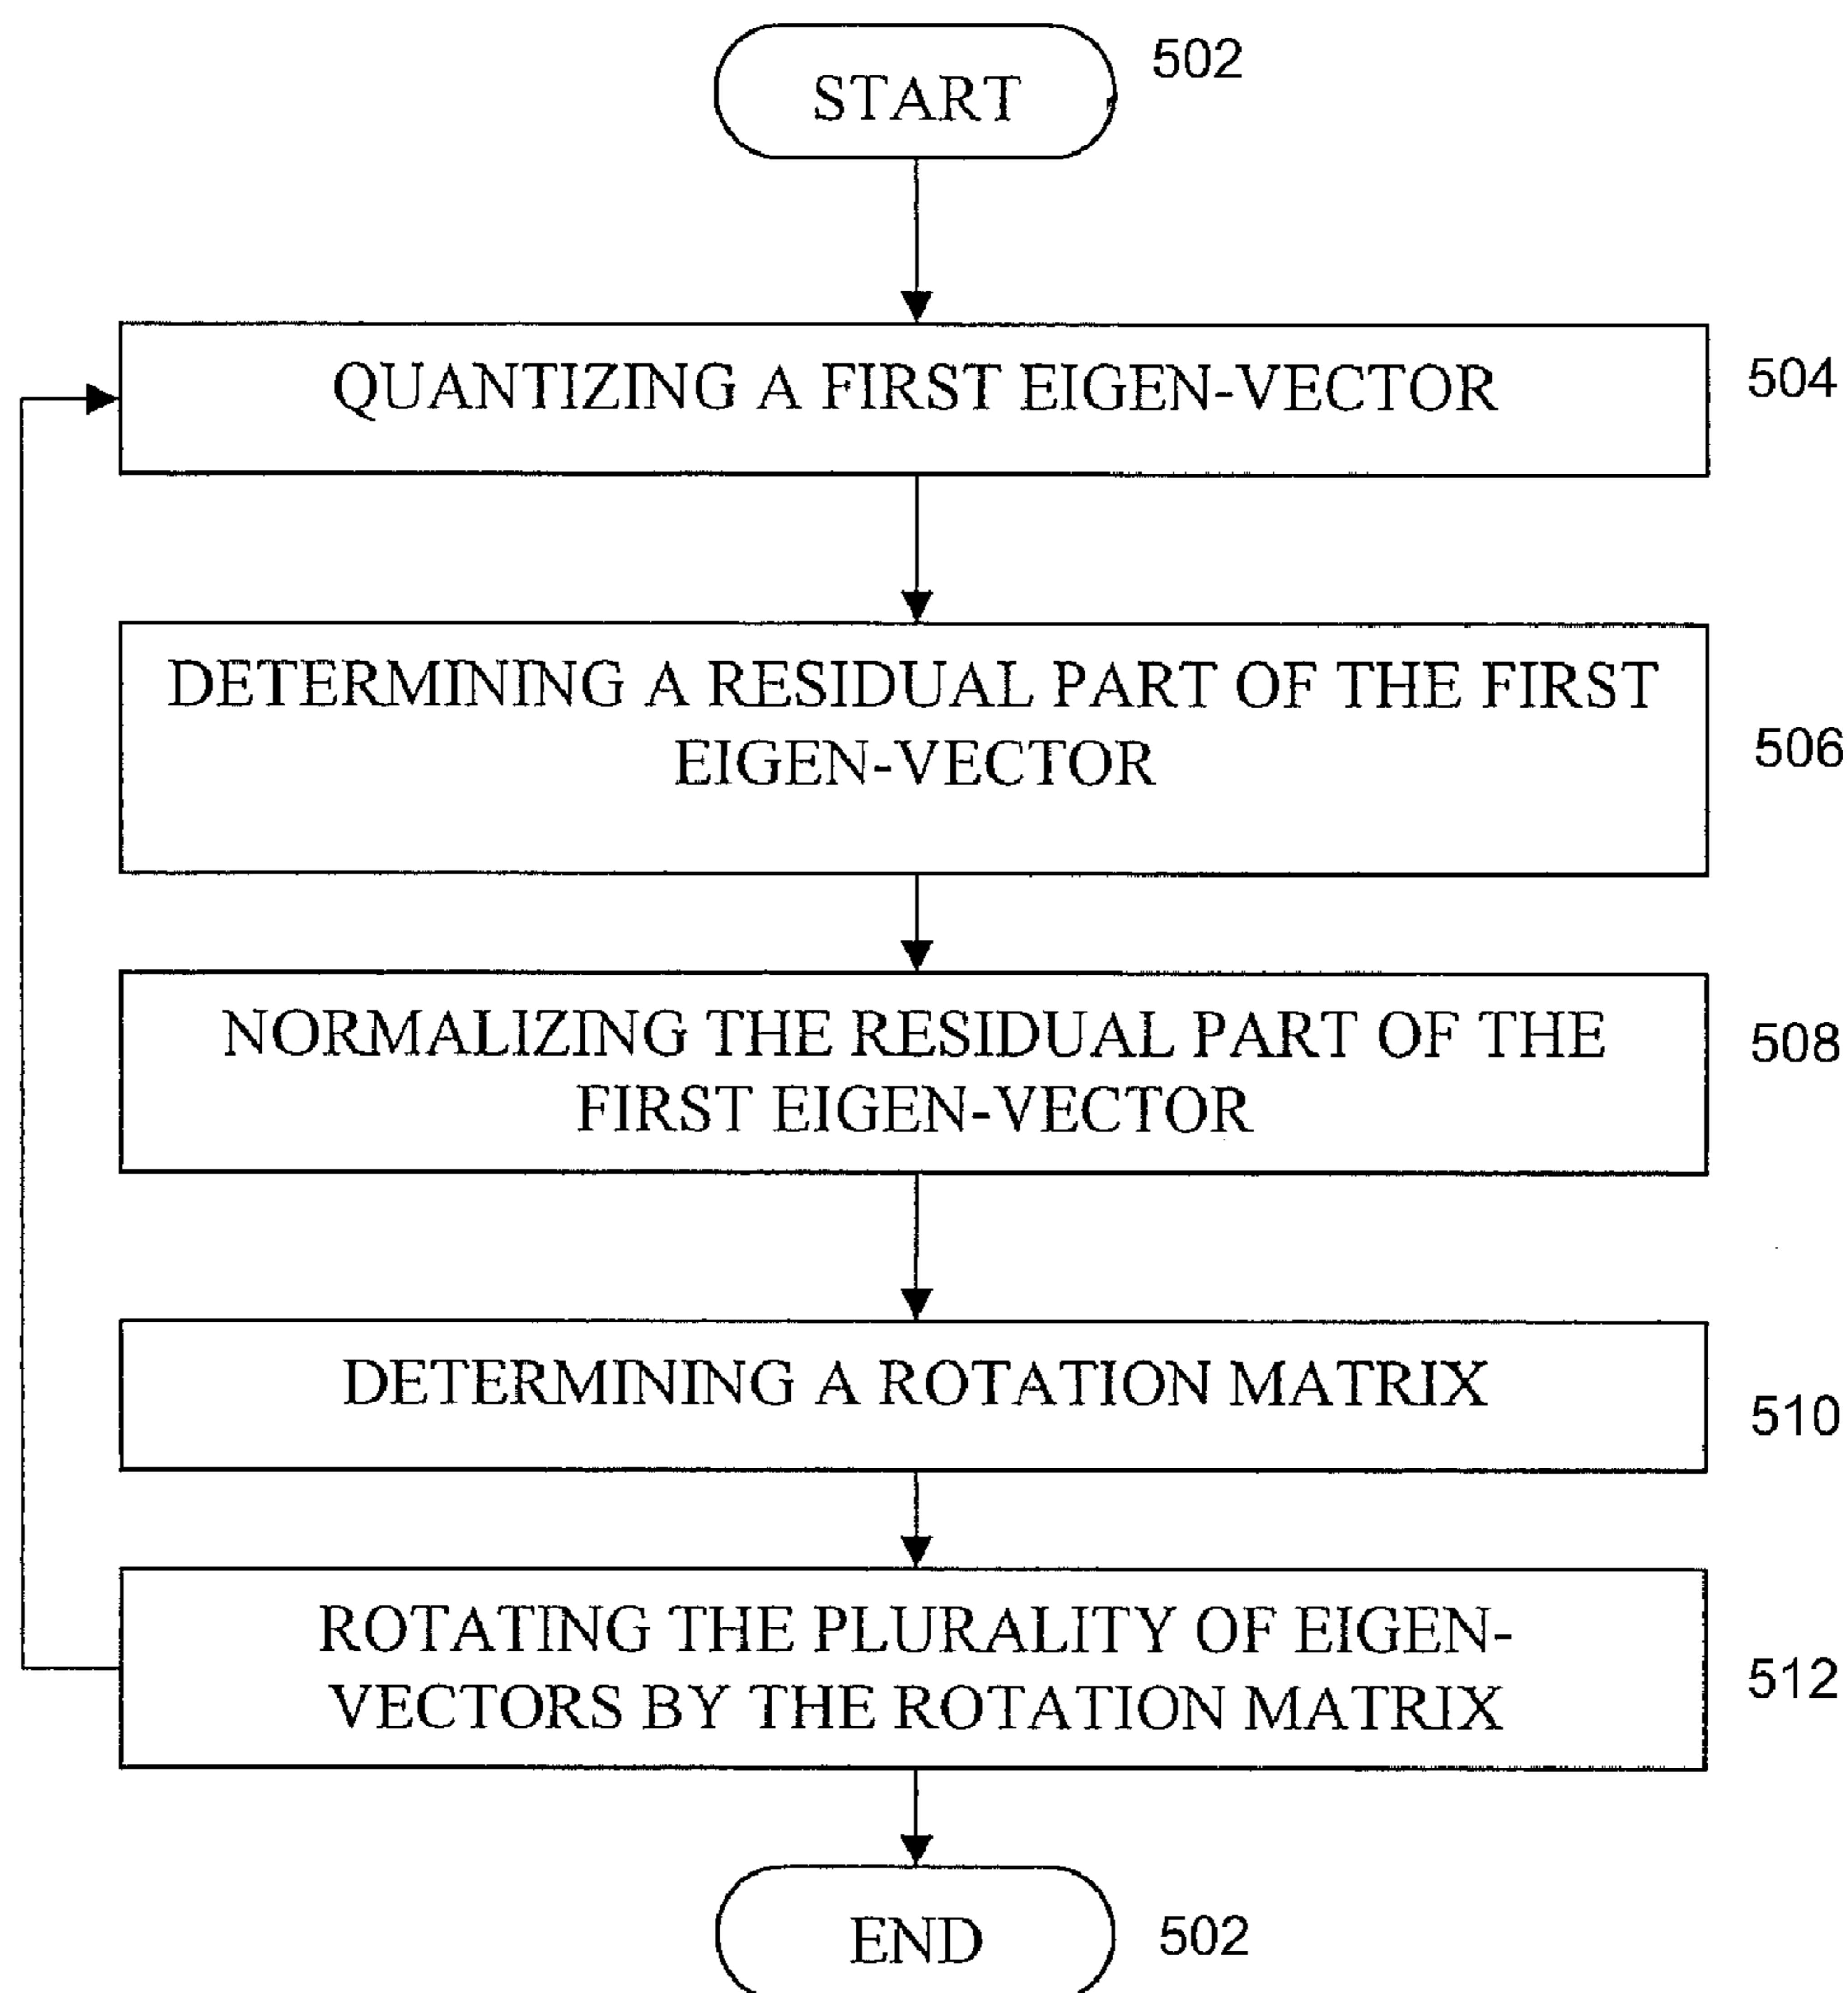 START
502
QUANTIZING A FIRST EIGEN-VECTOR
504
DETERMINING A RESIDUAL PART OF THE FIRST
EIGEN-VECTOR
506
NORMALIZING THE RESIDUAL PART OF THE
FIRST EIGEN-VECTOR
508
DETERMINING A ROTATION MATRIX
510
ROTATING THE PLURALITY OF EIGEN-
VECTORS BY THE ROTATION MATRIX
512
END
502